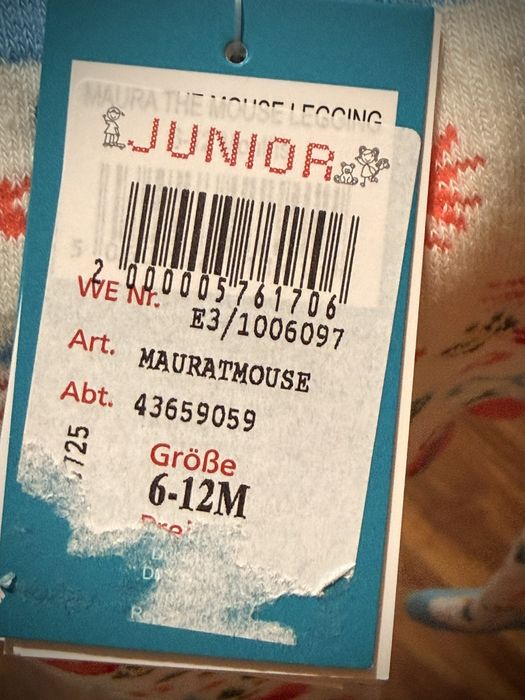 MAURA THE MOUSE LEGGING
JUNIOR
2 000005 761706
WE Nr.
E3/1006097
Art. MAURATMOUSE
Abt. 43659059
725
Größe
6-12M